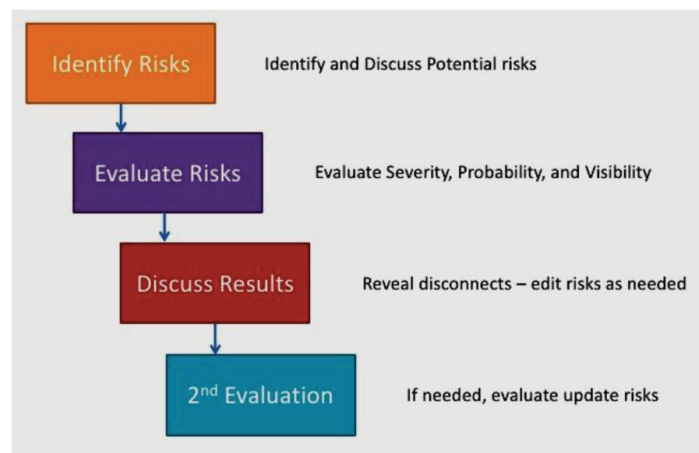 Identify Risks
Identify and Discuss Potential risks
Evaluate Risks
Evaluate Severity, Probability, and Visibility
Discuss Results
Reveal disconnects – edit risks as needed
2nd Evaluation
If needed, evaluate update risks